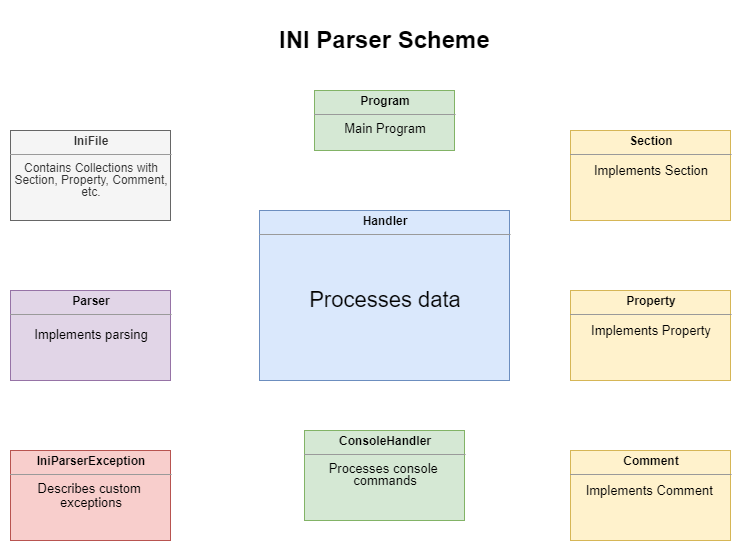 INI Parser Scheme
Program
Main Program
IniFile
Contains Collections with
Section, Property, Comment,
etc.
Section
Implements Section
Handler
Processes data
Parser
Implements parsing
Property
Implements Property
ConsoleHandler
Processes console
commands
IniParserException
Describes custom
exceptions
Comment
Implements Comment